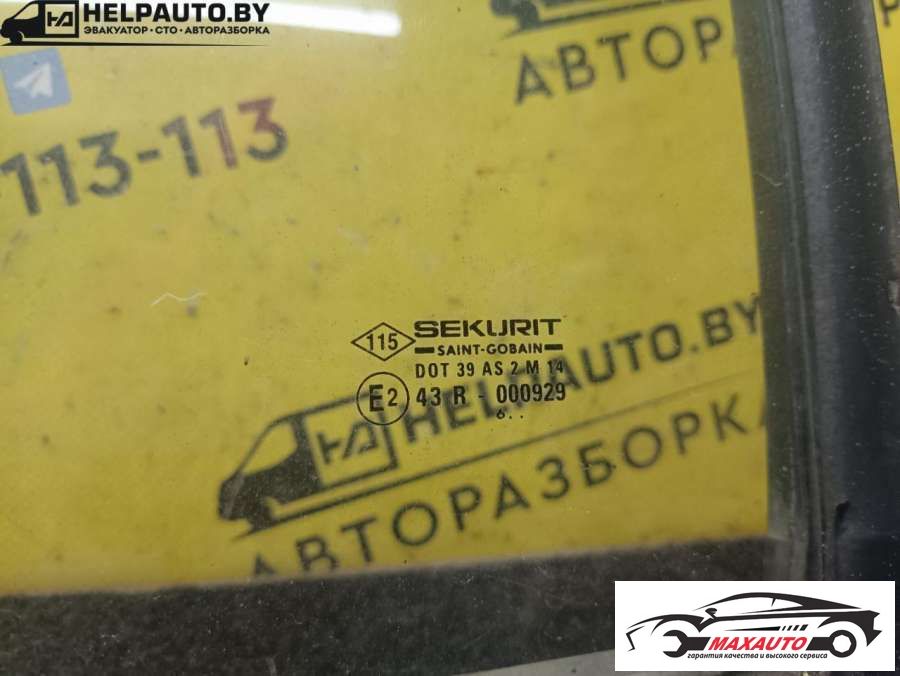 HELPAUTO.BY
ЭВАКУАТОР • СТО • АВТОРАЗБОРКА
АВТОР
113-113
115 SEKURIT
SAINT-GOBAIN
DOT 39 AS 2 M 14
E2 43 R - 000929
6. .
HELPAUTO.BY
АВТОРАЗБОРКА
MAXAUTO
гарантия качества и высокого сервиса